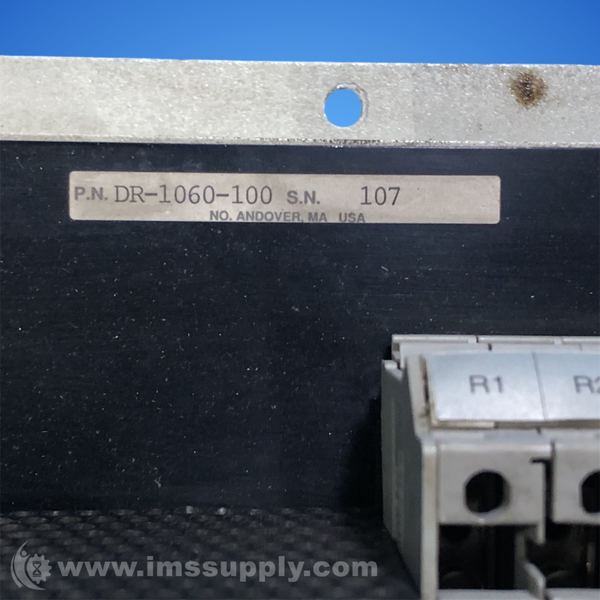 P.N. DR-1060-100 S.N. 107
NO. ANDOVER, MA USA
R1
www.imssupply.com